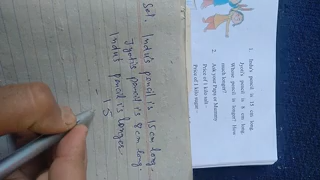 1. Indu's pencil is 15 cm long.
Jyoti's pencil is 8 cm long.
Whose pencil is longer? How
much longer?
2. Ask your Papa or Mummy
Price of 1 kilo salt -
Price of 1 kilo sugar -
Sol. Indu's pencil is 15 cm long.
Jyoti's pencil is 8 cm long.
Indu's pencil is longer
= 15